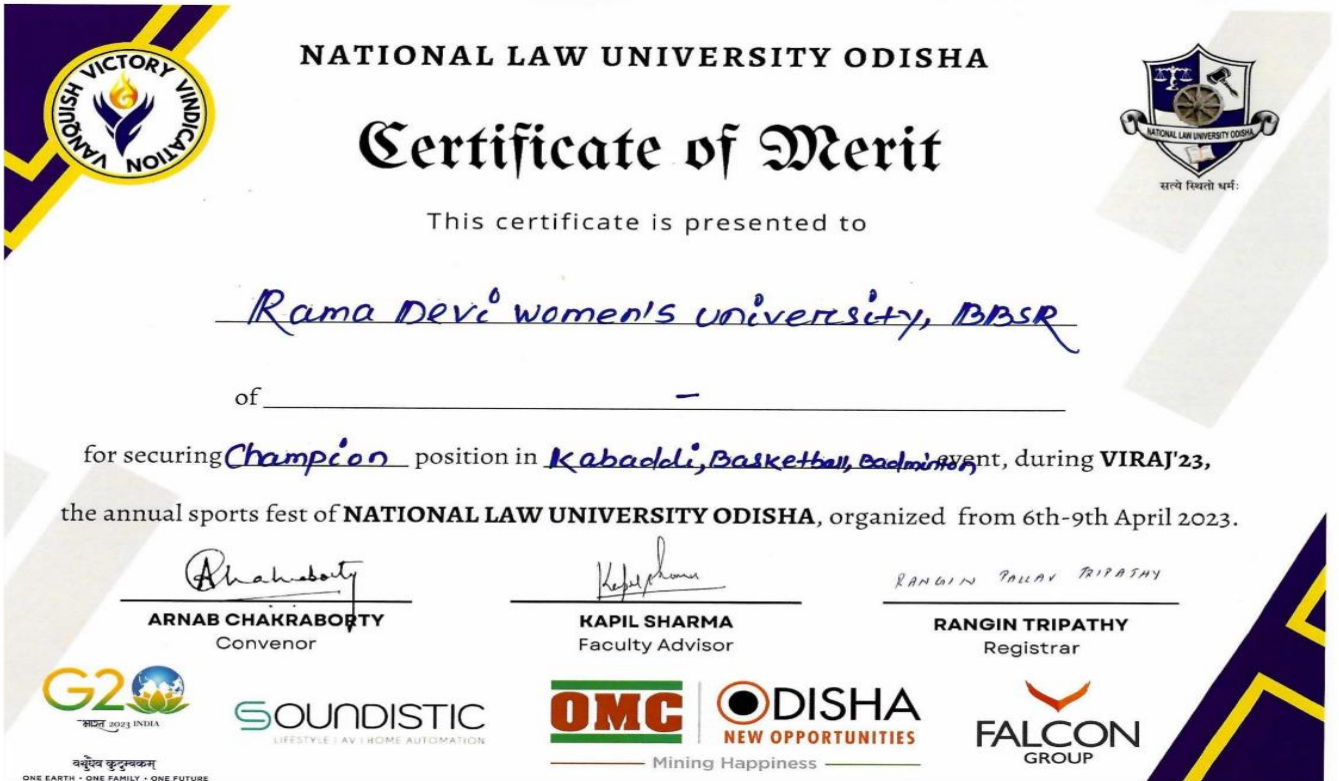 NATIONAL LAW UNIVERSITY ODISHA
VANQUISH VICTORY VINDICATION
NATIONAL LAW UNIVERSITY ODISHA
सत्ये स्थितो धर्मः
Certificate of Merit
This certificate is presented to
Rama Devi women's university, BBSR
of -
for securing Champion position in Kabaddi, Basketball, Badminton event, during VIRAJ'23,
the annual sports fest of NATIONAL LAW UNIVERSITY ODISHA, organized from 6th-9th April 2023.
AChakraborty Kapil Sharma RANGIN PALLAV TRIPATHY
ARNAB CHAKRABORTY KAPIL SHARMA RANGIN TRIPATHY
Convenor Faculty Advisor Registrar
G20
भारत 2023 INDIA
वसुधैव कुटुम्बकम्
ONE EARTH • ONE FAMILY • ONE FUTURE
SOUNDISTIC
LIFESTYLE | AV | HOME AUTOMATION
OMC ODISHA
NEW OPPORTUNITIES
Mining Happiness
FALCON
GROUP